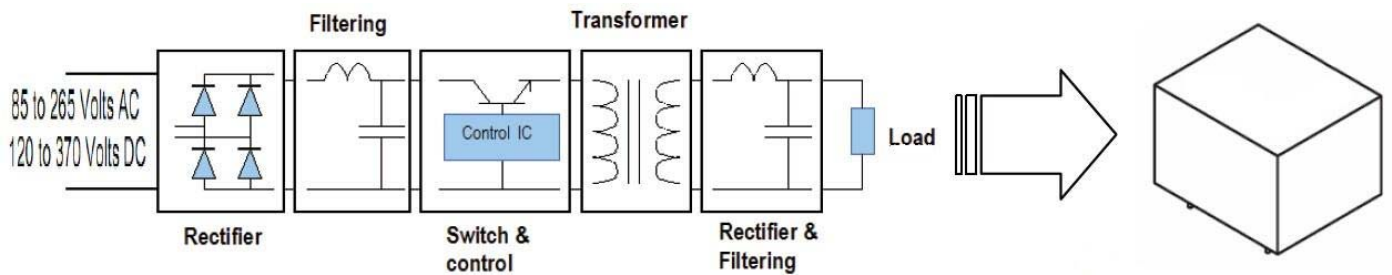 Filtering
Transformer
85 to 265 Volts AC
120 to 370 Volts DC
Control IC
Load
Rectifier
Switch &
control
Rectifier &
Filtering